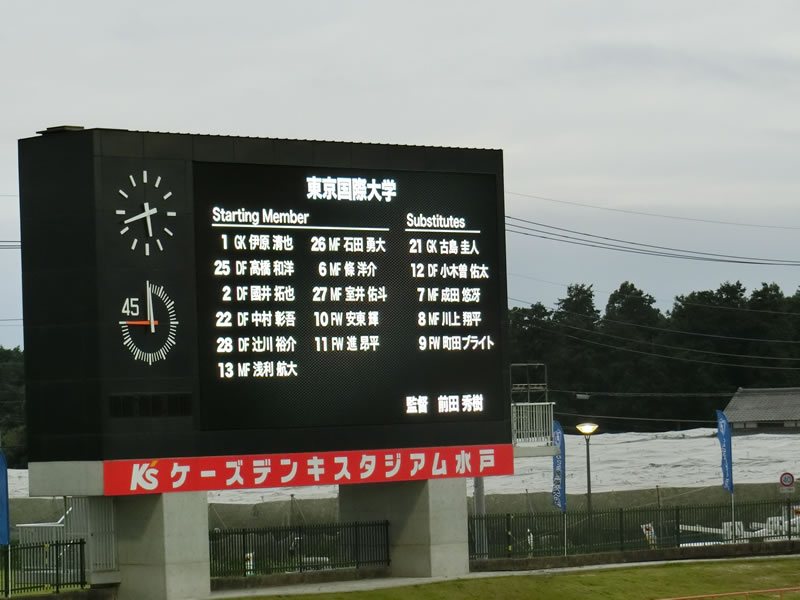 東京国際大学
Starting Member
1 GK 伊原 清也
25 DF 高橋 和洋
2 DF 國井 拓也
22 DF 中村 彰吾
28 DF 辻川 裕介
13 MF 浅利 航大
26 MF 石田 勇大
6 MF 條 洋介
27 MF 室井 佑斗
10 FW 安東 輝
11 FW 進 昂平
Substitutes
21 GK 古島 圭人
12 DF 小木曽 佑太
7 MF 成田 悠冴
8 MF 川上 翔平
9 FW 町田ブライト
監督 前田 秀樹
45
K's ケーズデンキスタジアム水戸